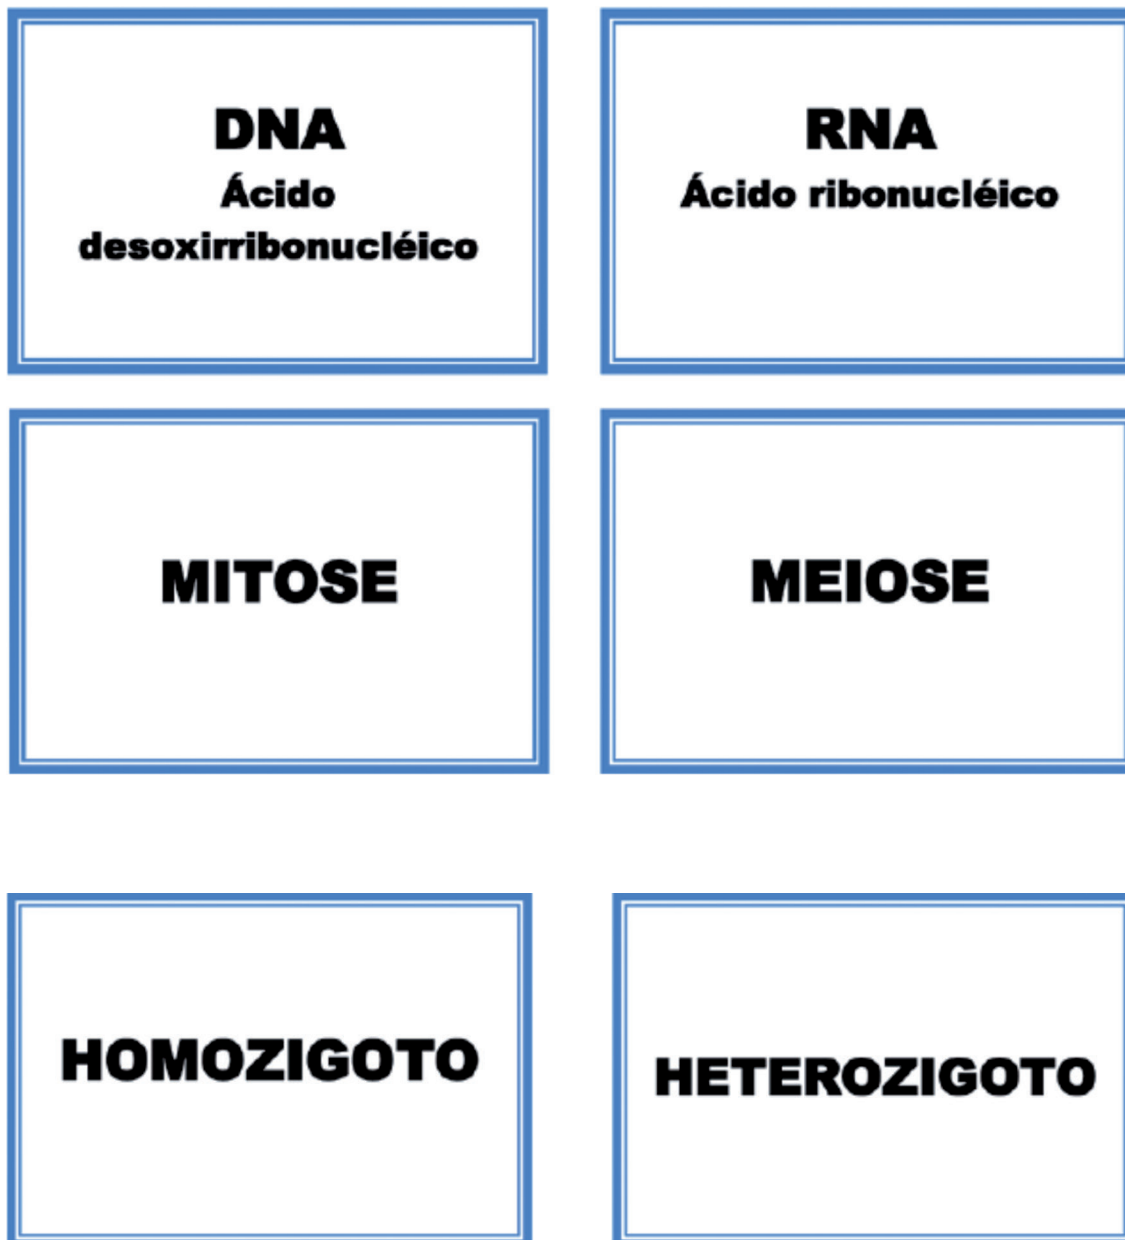 DNA
Ácido
desoxirribonucléico
RNA
Ácido ribonucléico
MITOSE
MEIOSE
HOMOZIGOTO
HETEROZIGOTO